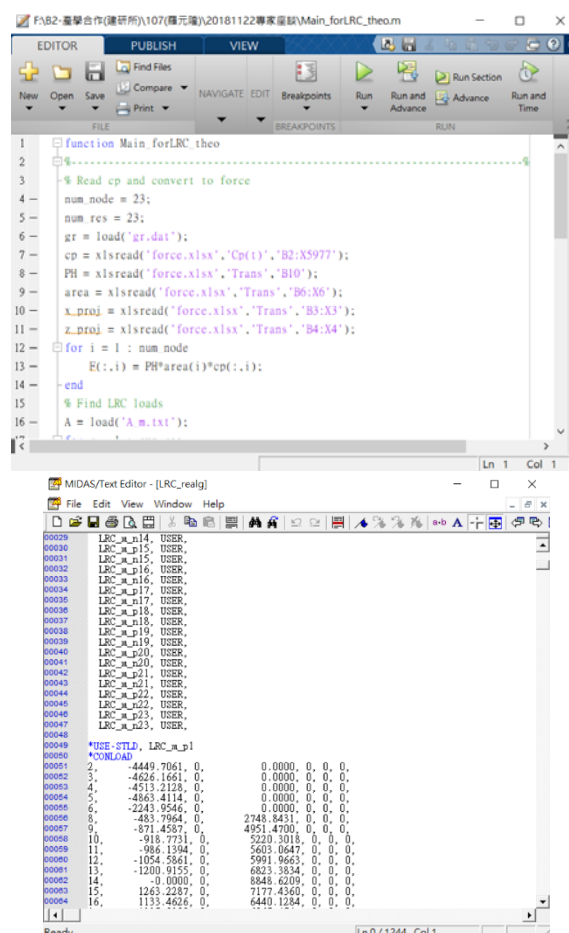 F:\B2-產學合作(建研所)\107(羅元隆)\20181122專家座談\Main_forLRC_theo.m
EDITOR PUBLISH VIEW
New Open Save Find Files Compare Print NAVIGATE EDIT Breakpoints Run Run and Advance Run Section Advance Run and Time
FILE BREAKPOINTS RUN
1 function Main_forLRC_theo
2 %------------------------------------------------------------%
3 % Read cp and convert to force
4 num_node = 23;
5 num_res = 23;
6 gr = load('gr.dat');
7 cp = xlsread('force.xlsx','Cp(t)','B2:X5977');
8 PH = xlsread('force.xlsx','Trans','B10');
9 area = xlsread('force.xlsx','Trans','B6:X6');
10 x_proj = xlsread('force.xlsx','Trans','B3:X3');
11 z_proj = xlsread('force.xlsx','Trans','B4:X4');
12 for i = 1 : num_node
13 F(:,i) = PH*area(i)*cp(:,i);
14 end
15 % Find LRC loads
16 A = load('A_m.txt');
Ln 1 Col 1
MIDAS/Text Editor - [LRC_realg]
File Edit View Window Help
00029 LRC_m_n14, USER,
00030 LRC_m_p15, USER,
00031 LRC_m_n15, USER,
00032 LRC_m_p16, USER,
00033 LRC_m_n16, USER,
00034 LRC_m_p17, USER,
00035 LRC_m_n17, USER,
00036 LRC_m_p18, USER,
00037 LRC_m_n18, USER,
00038 LRC_m_p19, USER,
00039 LRC_m_n19, USER,
00040 LRC_m_p20, USER,
00041 LRC_m_n20, USER,
00042 LRC_m_p21, USER,
00043 LRC_m_n21, USER,
00044 LRC_m_p22, USER,
00045 LRC_m_n22, USER,
00046 LRC_m_p23, USER,
00047 LRC_m_n23, USER,
00048
00049 *USE-STLD, LRC_m_p1
00050 *CONLOAD
00051 2, -4449.7061, 0, 0.0000, 0, 0, 0,
00052 3, -4626.1661, 0, 0.0000, 0, 0, 0,
00053 4, -4513.2128, 0, 0.0000, 0, 0, 0,
00054 5, -4863.4114, 0, 0.0000, 0, 0, 0,
00055 6, -2243.9546, 0, 0.0000, 0, 0, 0,
00056 8, -483.7964, 0, 2748.8431, 0, 0, 0,
00057 9, -871.4587, 0, 4951.4700, 0, 0, 0,
00058 10, -918.7731, 0, 5220.3018, 0, 0, 0,
00059 11, -986.1394, 0, 5603.0647, 0, 0, 0,
00060 12, -1054.5861, 0, 5991.9663, 0, 0, 0,
00061 13, -1200.9155, 0, 6823.3834, 0, 0, 0,
00062 14, -0.0000, 0, 8848.6209, 0, 0, 0,
00063 15, 1263.2287, 0, 7177.4360, 0, 0, 0,
00064 16, 1133.4626, 0, 6440.1284, 0, 0, 0,
Ready Ln 0 / 1244, Col 1